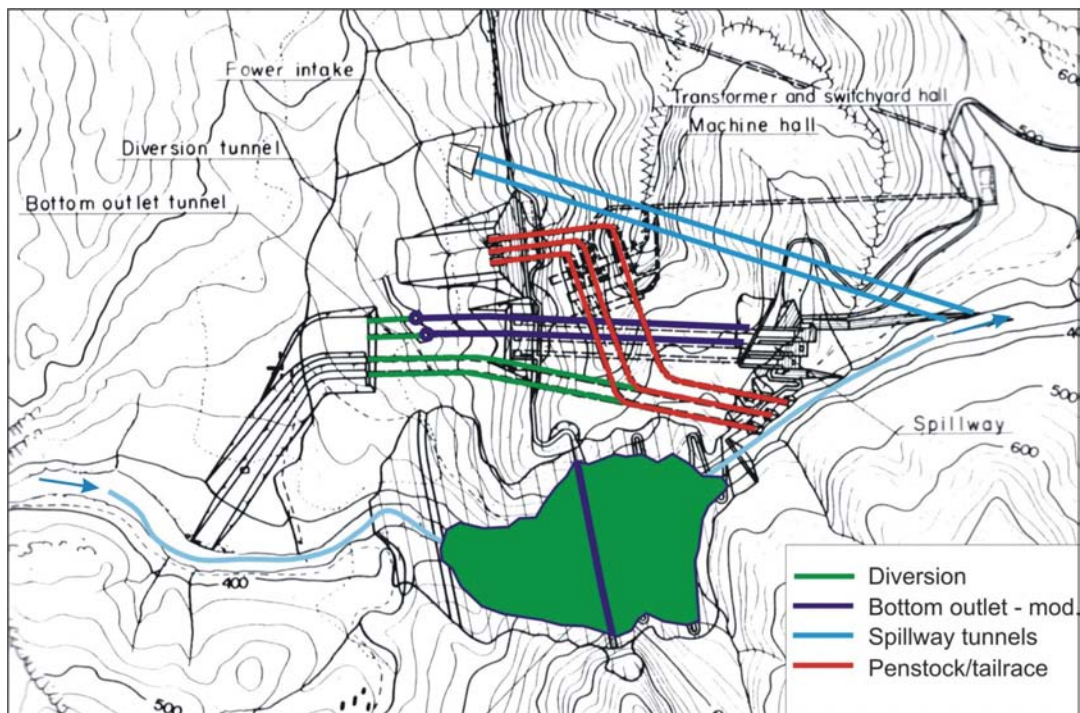 Fower intake
Transformer and switchyard hall
Machine hall
Diversion tunnel
Bottom outlet tunnel
600
500
500
Spillway
600
400
500
Diversion
Bottom outlet - mod.
Spillway tunnels
Penstock/tailrace